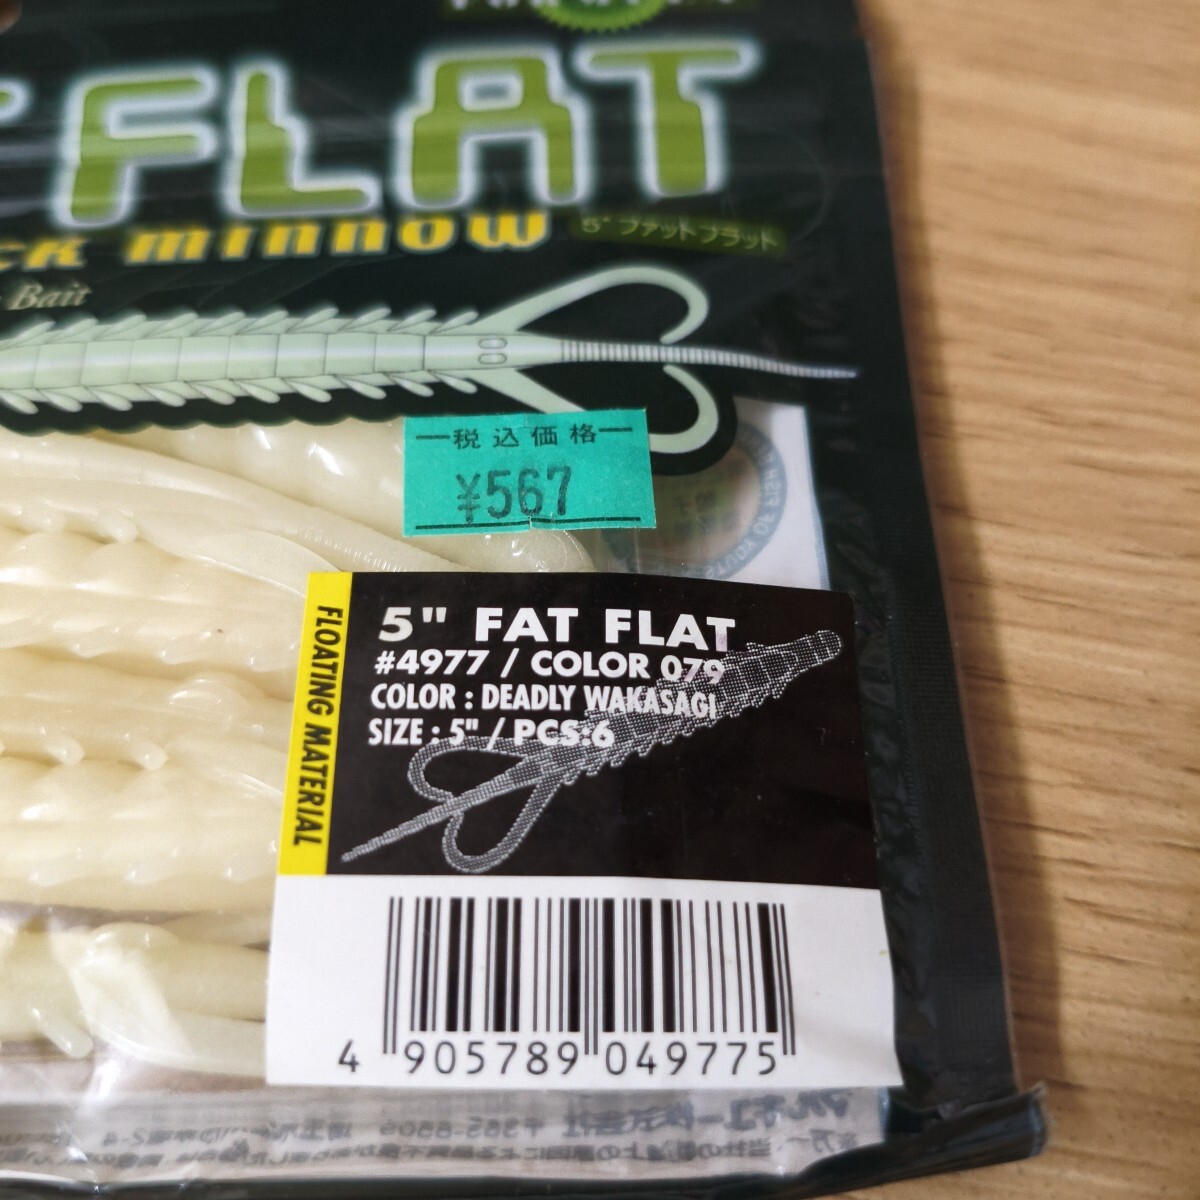 FLAT
CK MINNOW
5" ファットフラット
Bait
税込価格
¥567
FLOATING MATERIAL
5" FAT FLAT
#4977 / COLOR 079
COLOR : DEADLY WAKASAGI
SIZE : 5" / PCS:6
4 905789 049775